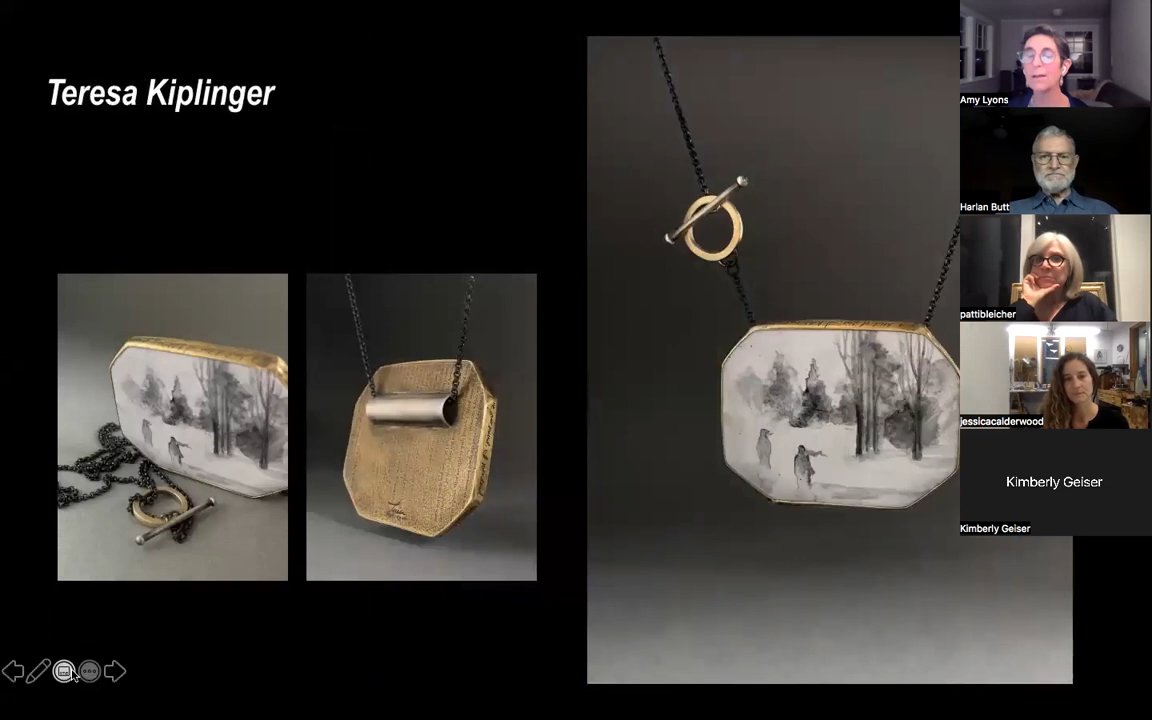 Teresa Kiplinger
Amy Lyons
Harlan Butt
pattibleicher
jessicacalderwood
Kimberly Geiser
Kimberly Geiser